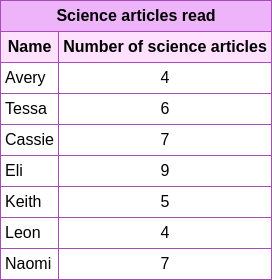 Science articles read
Name Number of science articles
Avery 4
Tessa 6
Cassie 7
Eli 9
Keith 5
Leon 4
Naomi 7